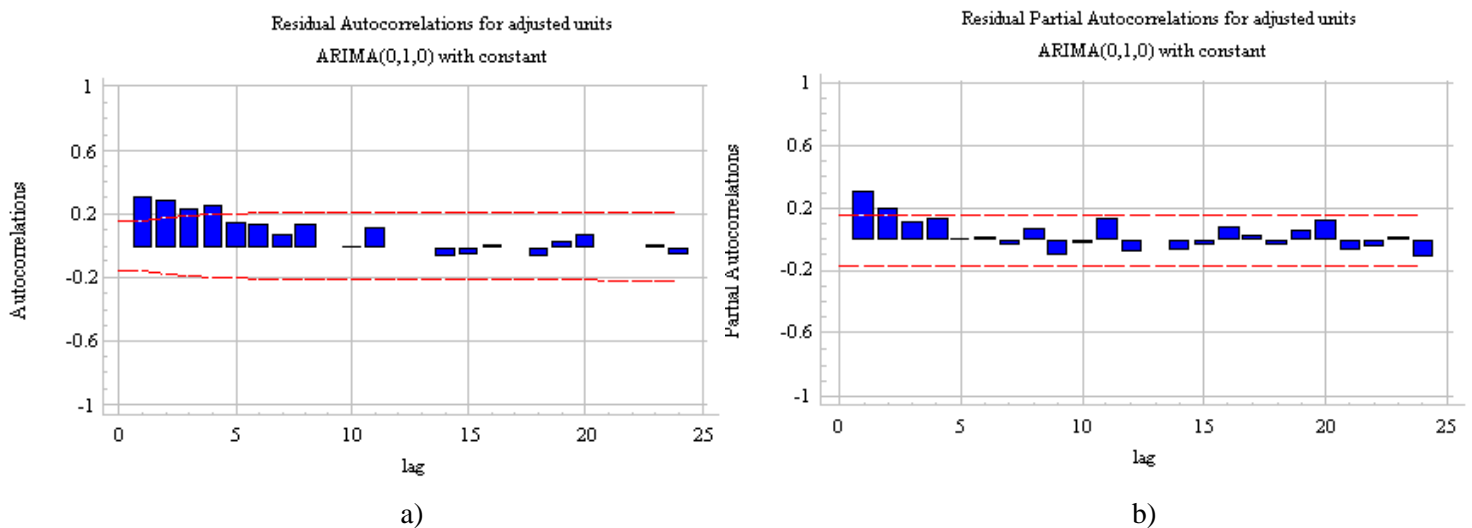 Residual Autocorrelations for adjusted units
ARIMA(0,1,0) with constant
Autocorrelations
1
0.6
0.2
-0.2
-0.6
-1
0 5 10 15 20 25
lag
a)
Residual Partial Autocorrelations for adjusted units
ARIMA(0,1,0) with constant
Partial Autocorrelations
1
0.6
0.2
-0.2
-0.6
-1
0 5 10 15 20 25
lag
b)